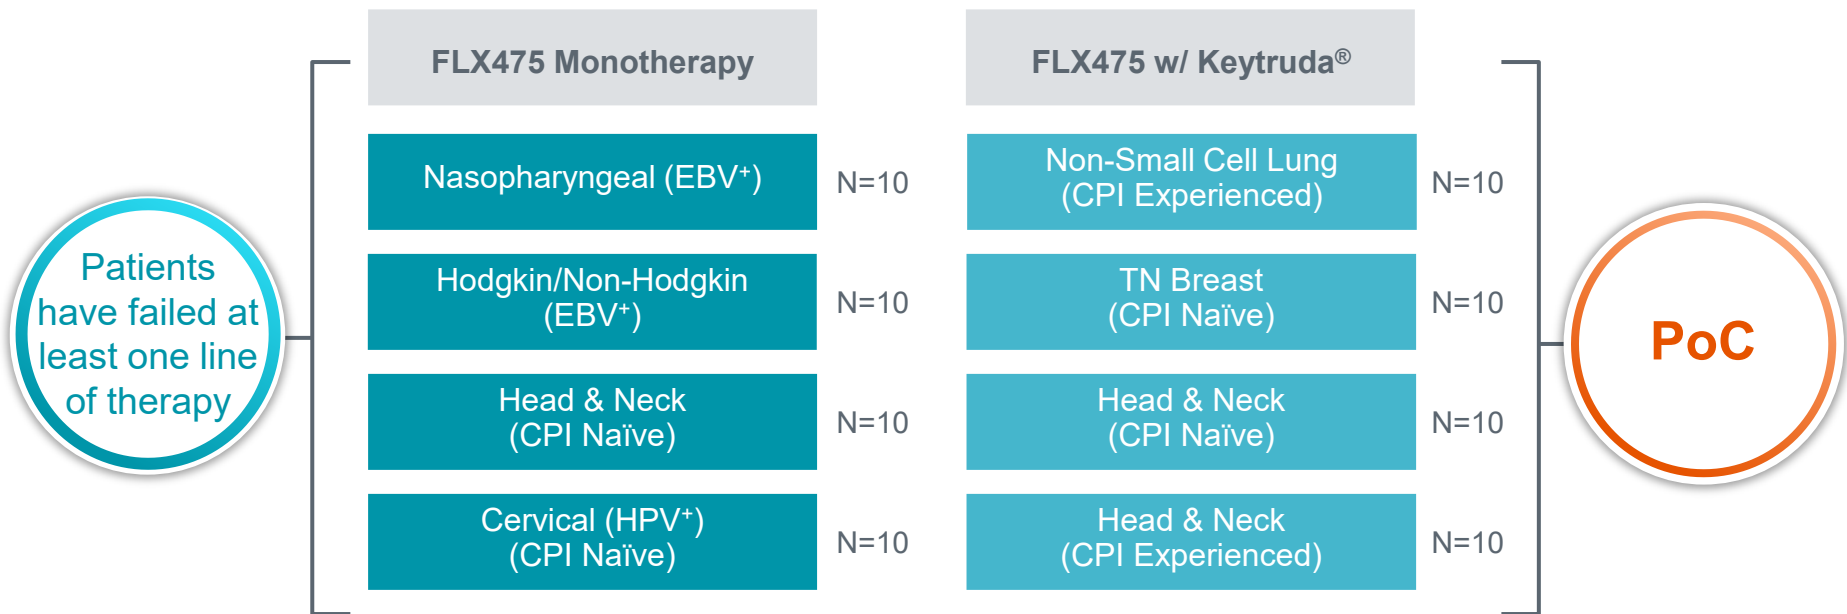 FLX475 Monotherapy
FLX475 w/ Keytruda®
Patients
have failed at
least one line
of therapy
Nasopharyngeal (EBV⁺)
N=10
Hodgkin/Non-Hodgkin
(EBV⁺)
N=10
Head & Neck
(CPI Naïve)
N=10
Cervical (HPV⁺)
(CPI Naïve)
N=10
Non-Small Cell Lung
(CPI Experienced)
N=10
TN Breast
(CPI Naïve)
N=10
Head & Neck
(CPI Naïve)
N=10
Head & Neck
(CPI Experienced)
N=10
PoC